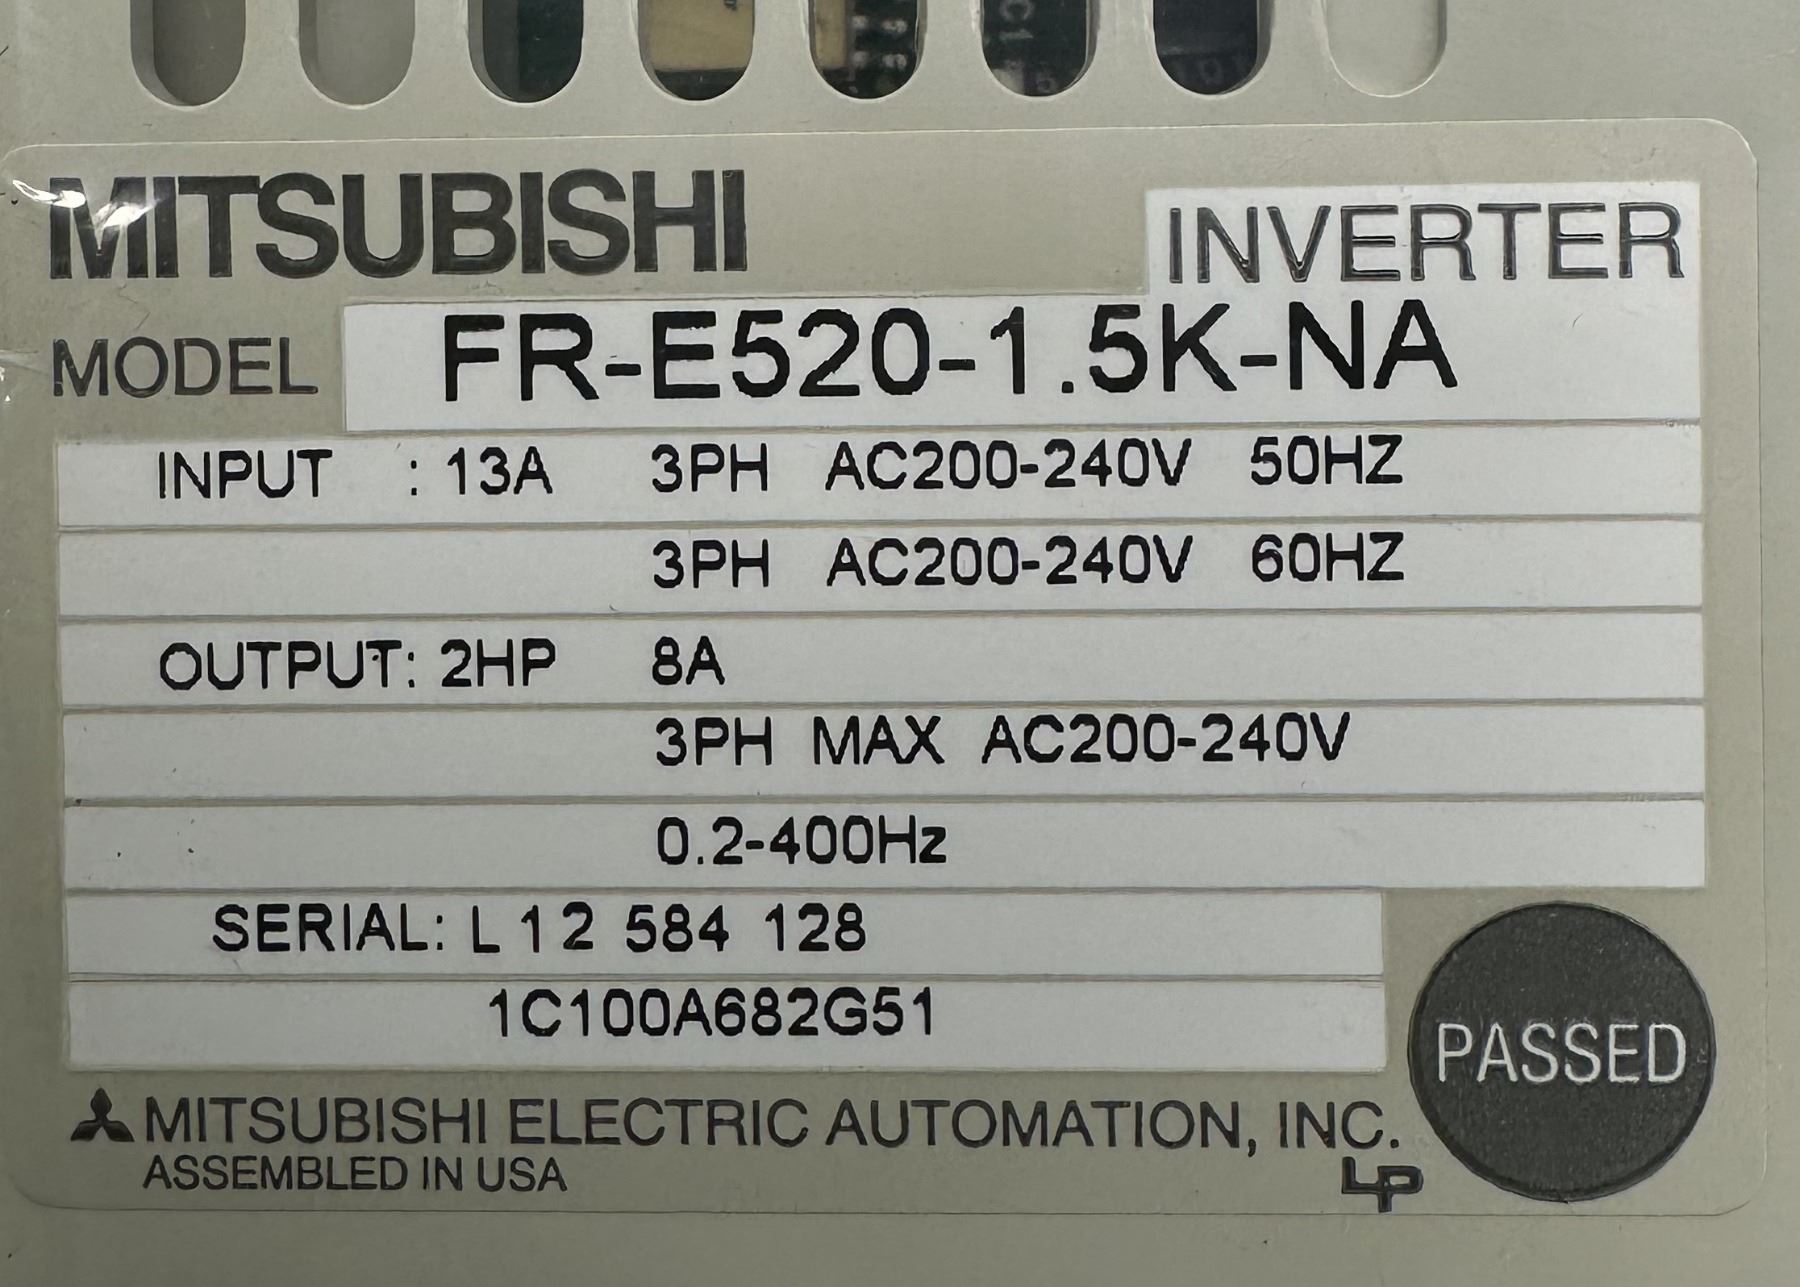 MITSUBISHI
INVERTER
MODEL FR-E520-1.5K-NA
INPUT : 13A 3PH AC200-240V 50HZ
3PH AC200-240V 60HZ
OUTPUT: 2HP 8A
3PH MAX AC200-240V
0.2-400Hz
SERIAL: L 1 2 584 128
1C100A682G51
PASSED
MITSUBISHI ELECTRIC AUTOMATION, INC.
ASSEMBLED IN USA
LP